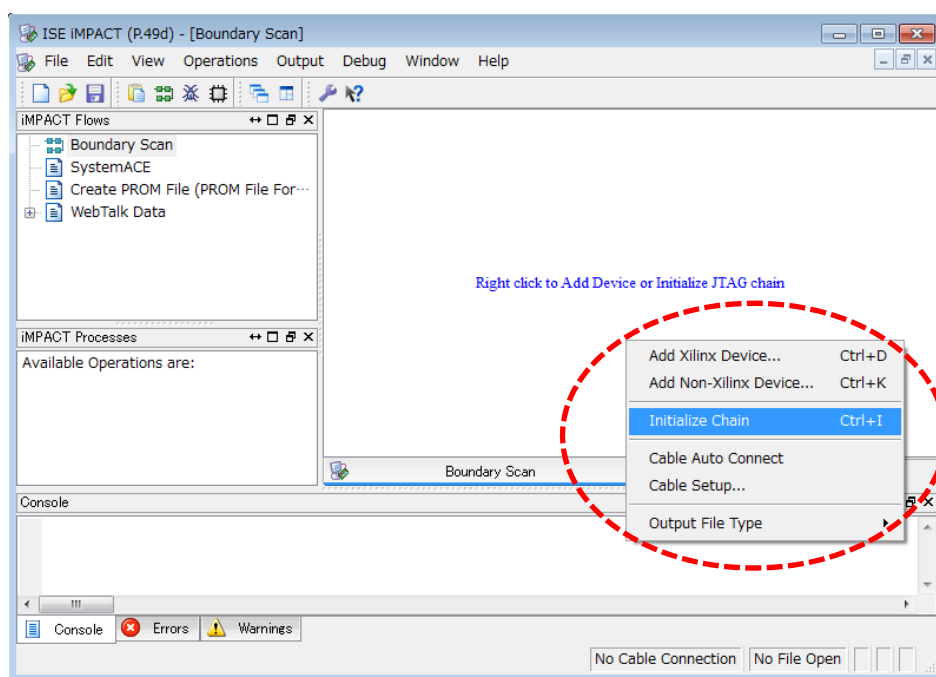 ISE iMPACT (P.49d) - [Boundary Scan]
File Edit View Operations Output Debug Window Help
iMPACT Flows
Boundary Scan
SystemACE
Create PROM File (PROM File For···
WebTalk Data
Right click to Add Device or Initialize JTAG chain
iMPACT Processes
Available Operations are:
Add Xilinx Device... Ctrl+D
Add Non-Xilinx Device... Ctrl+K
Initialize Chain Ctrl+I
Cable Auto Connect
Cable Setup...
Output File Type
Boundary Scan
Console
Console Errors Warnings
No Cable Connection No File Open